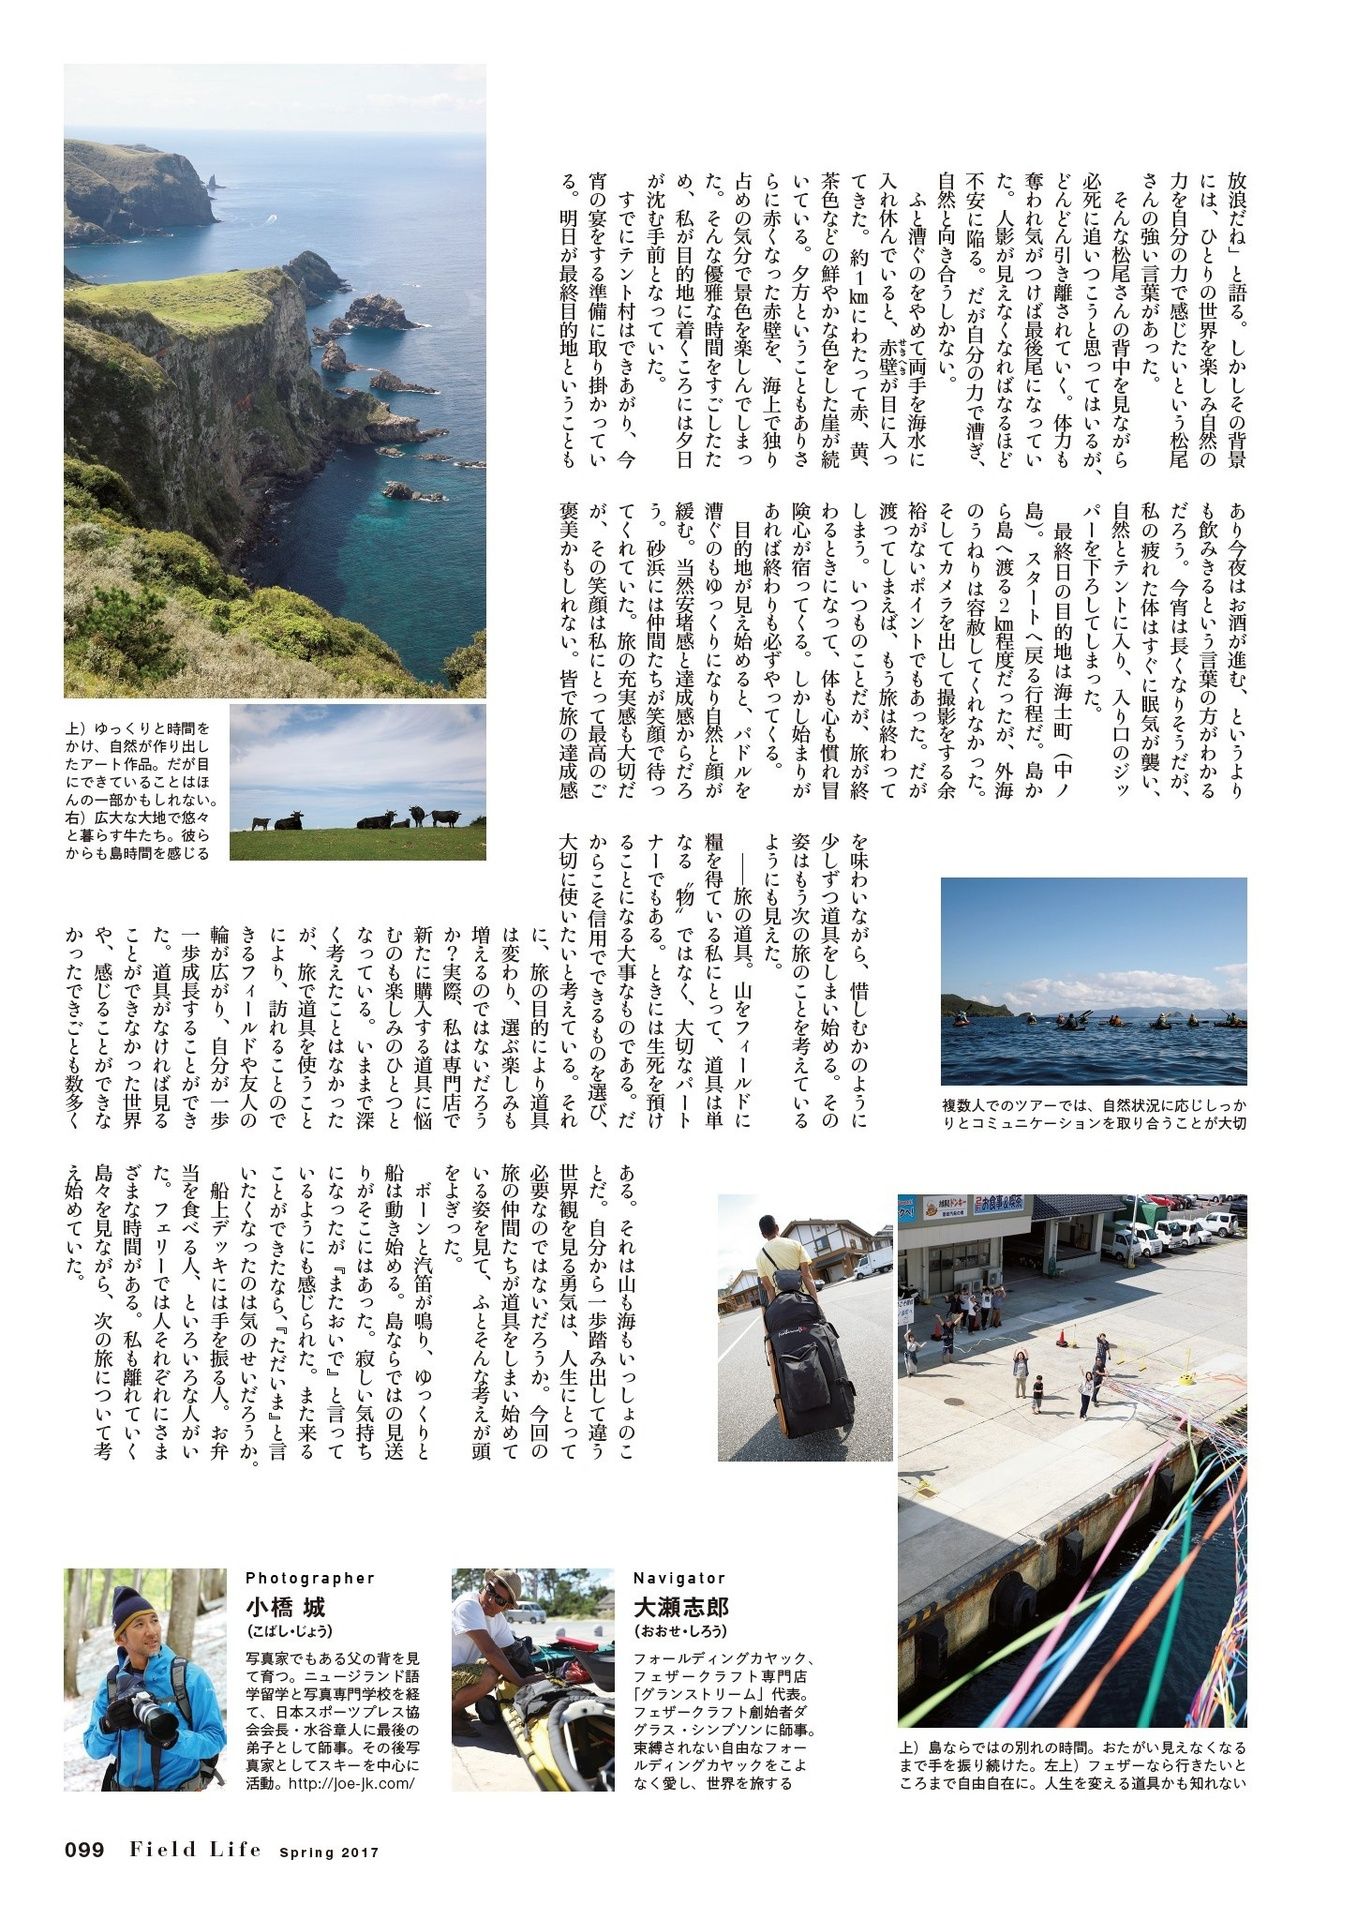 放浪だね」と語る。しかしその背景
には、ひとりの世界を楽しみ自然の
力を自分の力で感じたいという松尾
さんの強い言葉があった。
そんな松尾さんの背中を見ながら
必死に追いつこうと思ってはいるが、
どんどん引き離されていく。体力も
奪われ気がつけば最後尾になってい
た。人影が見えなくなればなるほど
不安に陥る。だが自分の力で漕ぎ、
自然と向き合うしかない。
ふと漕ぐのをやめて両手を海水に
入れ休んでいると、赤壁が目に入っ
せきへき
てきた。約1㎞にわたって赤、黄、
茶色などの鮮やかな色をした崖が続
いている。夕方ということもありさ
らに赤くなった赤壁を、海上で独り
占めの気分で景色を楽しんでしまっ
た。そんな優雅な時間をすごしたた
め、私が目的地に着くころには夕日
が沈む手前となっていた。
すでにテント村はできあがり、今
宵の宴をする準備に取り掛かってい
る。明日が最終目的地ということも
あり今夜はお酒が進む、というより
も飲みきるという言葉の方がわかる
だろう。今宵は長くなりそうだが、
私の疲れた体はすぐに眠気が襲い、
自然とテントに入り、入り口のジッ
パーを下ろしてしまった。
最終日の目的地は海士町（中ノ
島）。スタートへ戻る行程だ。島か
ら島へ渡る2㎞程度だったが、外海
のうねりは容赦してくれなかった。
そしてカメラを出して撮影をする余
裕がないポイントでもあった。だが
渡ってしまえば、もう旅は終わって
しまう。いつものことだが、旅が終
わるときになって、体も心も慣れ冒
険心が宿ってくる。しかし始まりが
あれば終わりも必ずやってくる。
目的地が見え始めると、パドルを
漕ぐのもゆっくりになり自然と顔が
緩む。当然安堵感と達成感からだろ
う。砂浜には仲間たちが笑顔で待っ
てくれていた。旅の充実感も大切だ
が、その笑顔は私にとって最高のご
褒美かもしれない。皆で旅の達成感
を味わいながら、惜しむかのように
少しずつ道具をしまい始める。その
姿はもう次の旅のことを考えている
ようにも見えた。
――旅の道具。山をフィールドに
糧を得ている私にとって、道具は単
なる〝物〟ではなく、大切なパート
ナーでもある。ときには生死を預け
ることになる大事なものである。だ
からこそ信用でできるものを選び、
大切に使いたいと考えている。それ
に、旅の目的により道具
は変わり、選ぶ楽しみも
増えるのではないだろう
か？実際、私は専門店で
新たに購入する道具に悩
むのも楽しみのひとつと
なっている。いままで深
く考えたことはなかった
が、旅で道具を使うこと
により、訪れることので
きるフィールドや友人の
輪が広がり、自分が一歩
一歩成長することができ
た。道具がなければ見る
ことができなかった世界
や、感じることができな
かったできごとも数多く
ある。それは山も海もいっしょのこ
とだ。自分から一歩踏み出して違う
世界観を見る勇気は、人生にとって
必要なのではないだろうか。今回の
旅の仲間たちが道具をしまい始めて
いる姿を見て、ふとそんな考えが頭
をよぎった。
ボーンと汽笛が鳴り、ゆっくりと
船は動き始める。島ならではの見送
りがそこにはあった。寂しい気持ち
になったが『またおいで』と言って
いるようにも感じられた。また来る
ことができたなら、『ただいま』と言
いたくなったのは気のせいだろうか。
船上デッキには手を振る人。お弁
当を食べる人、といろいろな人がい
た。フェリーでは人それぞれにさま
ざまな時間がある。私も離れていく
島々を見ながら、次の旅について考
え始めていた。
上）ゆっくりと時間を
かけ、自然が作り出し
たアート作品。だが目
にできていることはほ
んの一部かもしれない。
右）広大な大地で悠々
と暮らす牛たち。彼ら
からも島時間を感じる
複数人でのツアーでは、自然状況に応じしっか
りとコミュニケーションを取り合うことが大切
お食事&喫茶
上）島ならではの別れの時間。おたがい見えなくなる
まで手を振り続けた。左上）フェザーなら行きたいと
ころまで自由自在に。人生を変える道具かも知れない
Photographer
小橋 城
（こばし・じょう）
写真家でもある父の背を見
て育つ。ニュージランド語
学留学と写真専門学校を経
て、日本スポーツプレス協
会会長・水谷章人に最後の
弟子として師事。その後写
真家としてスキーを中心に
活動。http://joe-jk.com/
Navigator
大瀬志郎
（おおせ・しろう）
フォールディングカヤック、
フェザークラフト専門店
「グランストリーム」代表。
フェザークラフト創始者ダ
グラス・シンプソンに師事。
束縛されない自由なフォー
ルディングカヤックをこよ
なく愛し、世界を旅する
099 Field Life Spring 2017